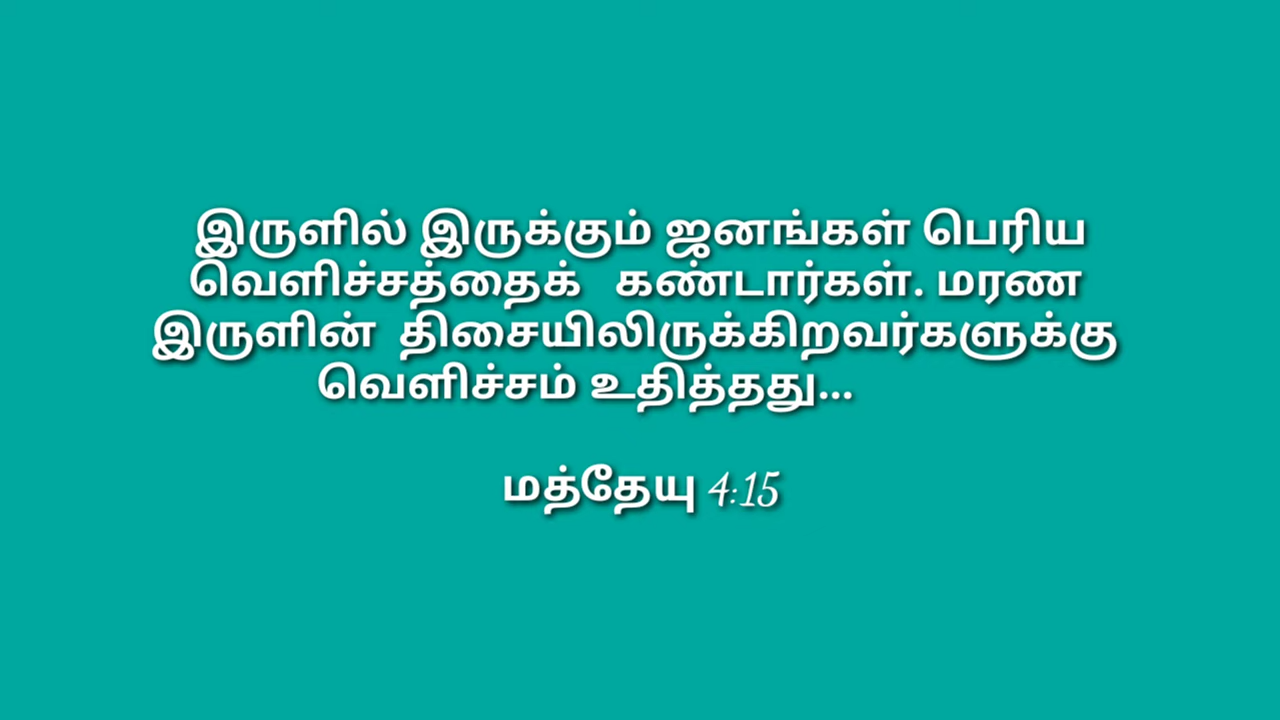 இருளில் இருக்கும் ஜனங்கள் பெரிய
வெளிச்சத்தைக் கண்டார்கள். மரண
இருளின் திசையிலிருக்கிறவர்களுக்கு
வெளிச்சம் உதித்தது...
மத்தேயு 4:15